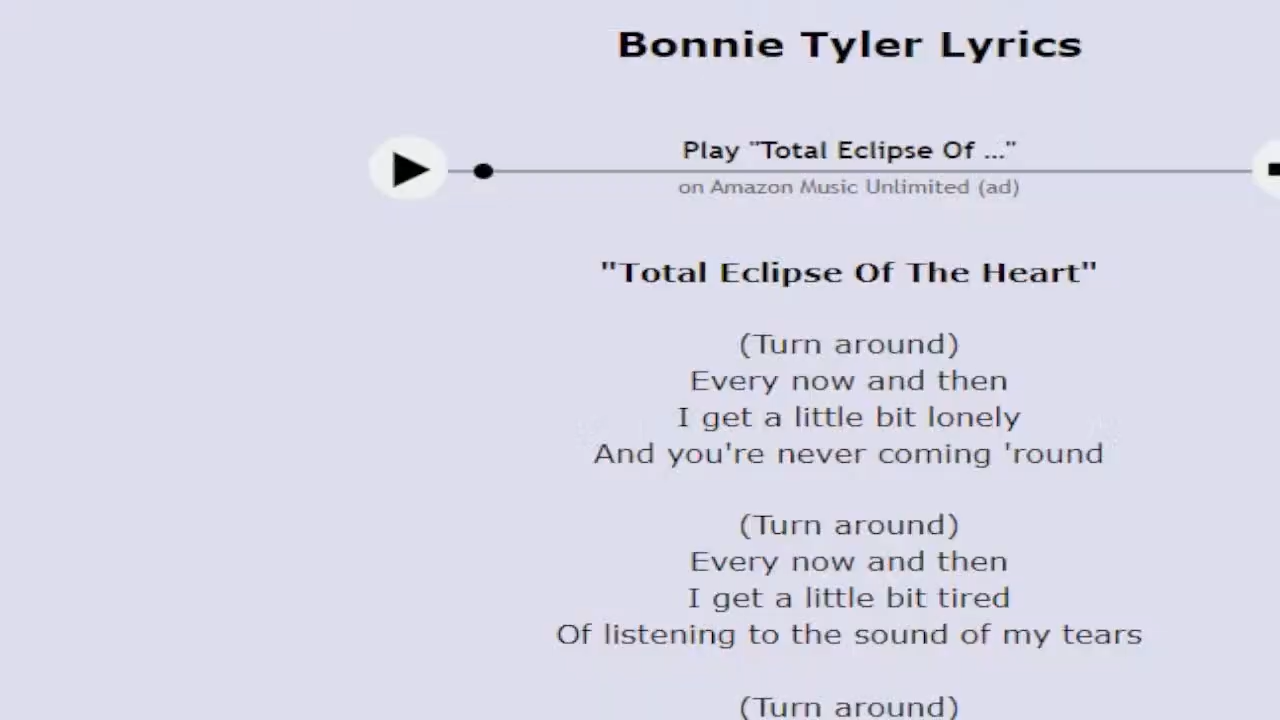 Bonnie Tyler Lyrics
Play "Total Eclipse Of ..."
on Amazon Music Unlimited (ad)
"Total Eclipse Of The Heart"
(Turn around)
Every now and then
I get a little bit lonely
And you're never coming 'round
(Turn around)
Every now and then
I get a little bit tired
Of listening to the sound of my tears
(Turn around)